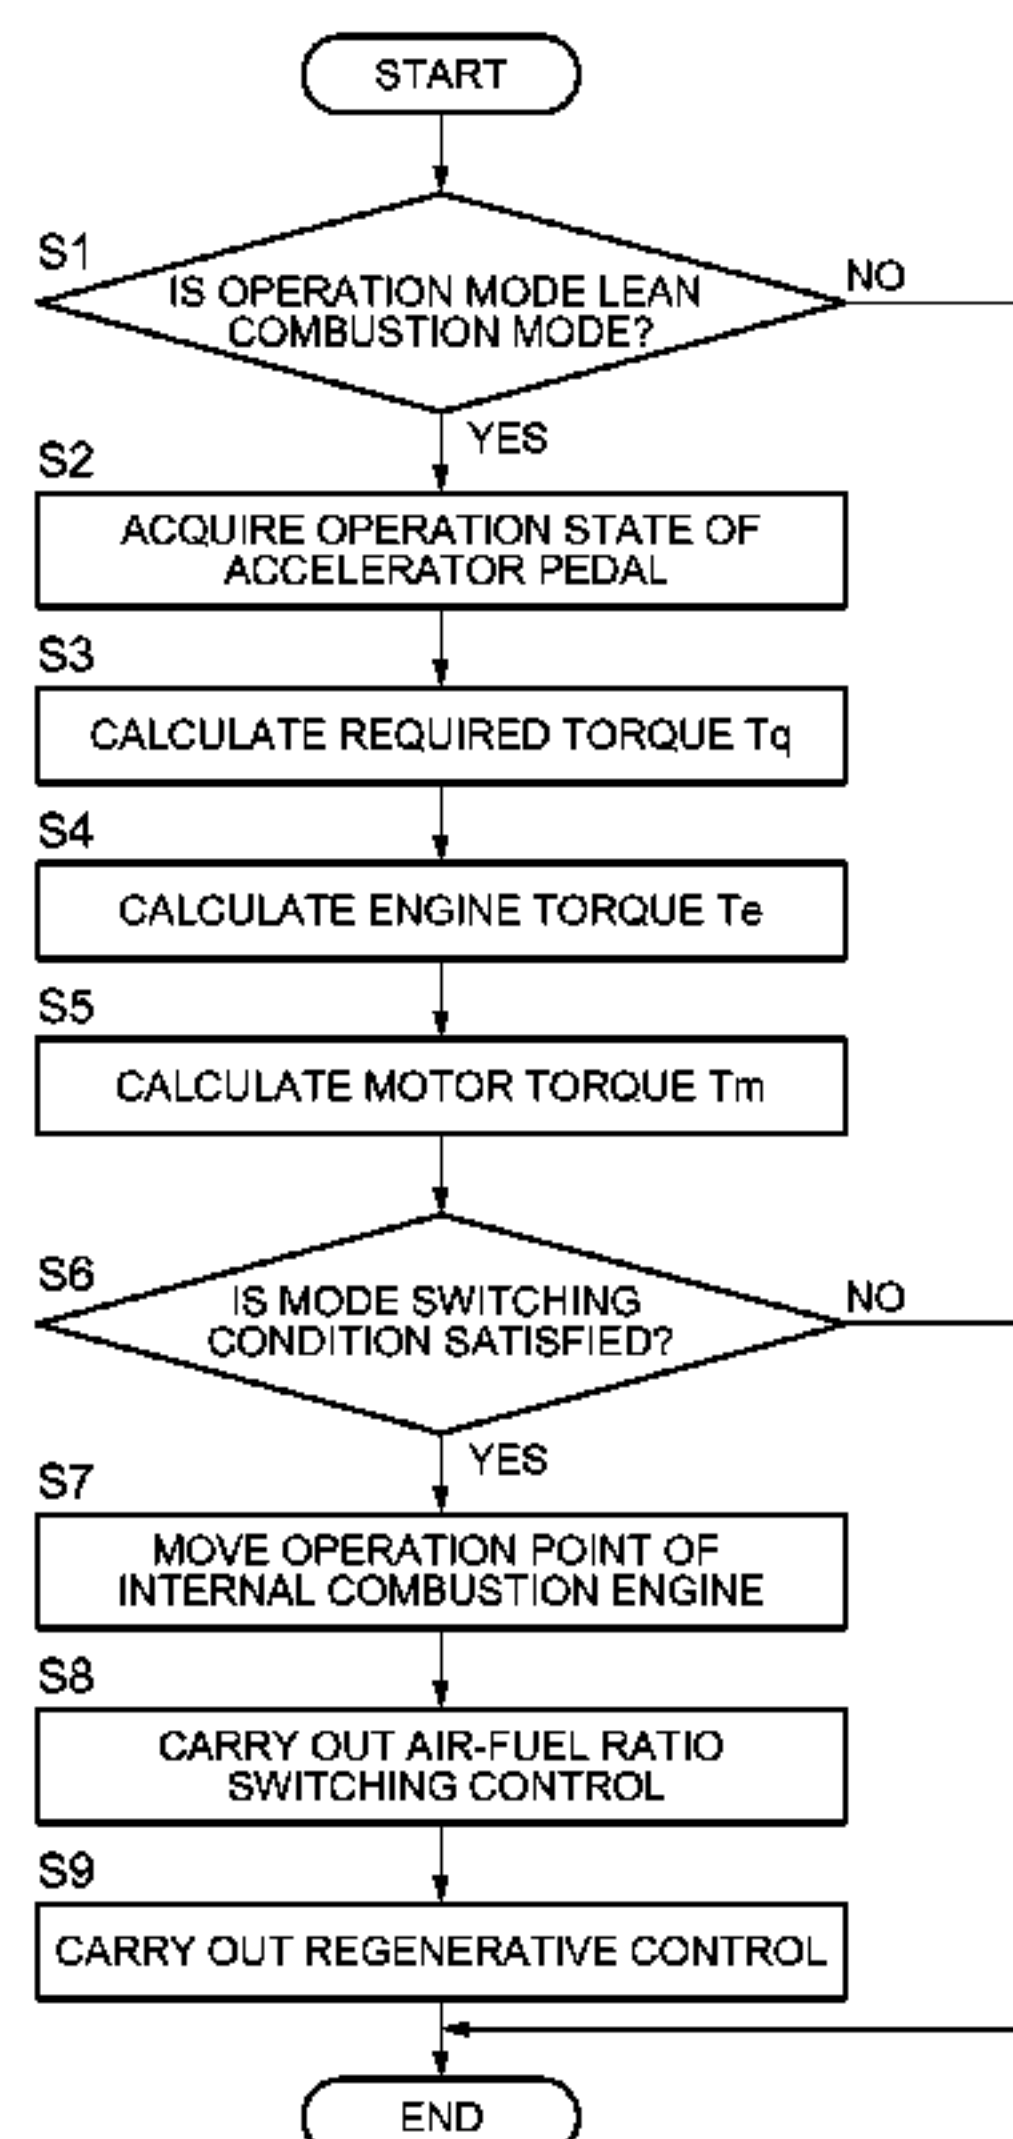 START
S1
IS OPERATION MODE LEAN
COMBUSTION MODE?
NO
YES
S2
ACQUIRE OPERATION STATE OF
ACCELERATOR PEDAL
S3
CALCULATE REQUIRED TORQUE Tq
S4
CALCULATE ENGINE TORQUE Te
S5
CALCULATE MOTOR TORQUE Tm
S6
IS MODE SWITCHING
CONDITION SATISFIED?
NO
YES
S7
MOVE OPERATION POINT OF
INTERNAL COMBUSTION ENGINE
S8
CARRY OUT AIR-FUEL RATIO
SWITCHING CONTROL
S9
CARRY OUT REGENERATIVE CONTROL
END